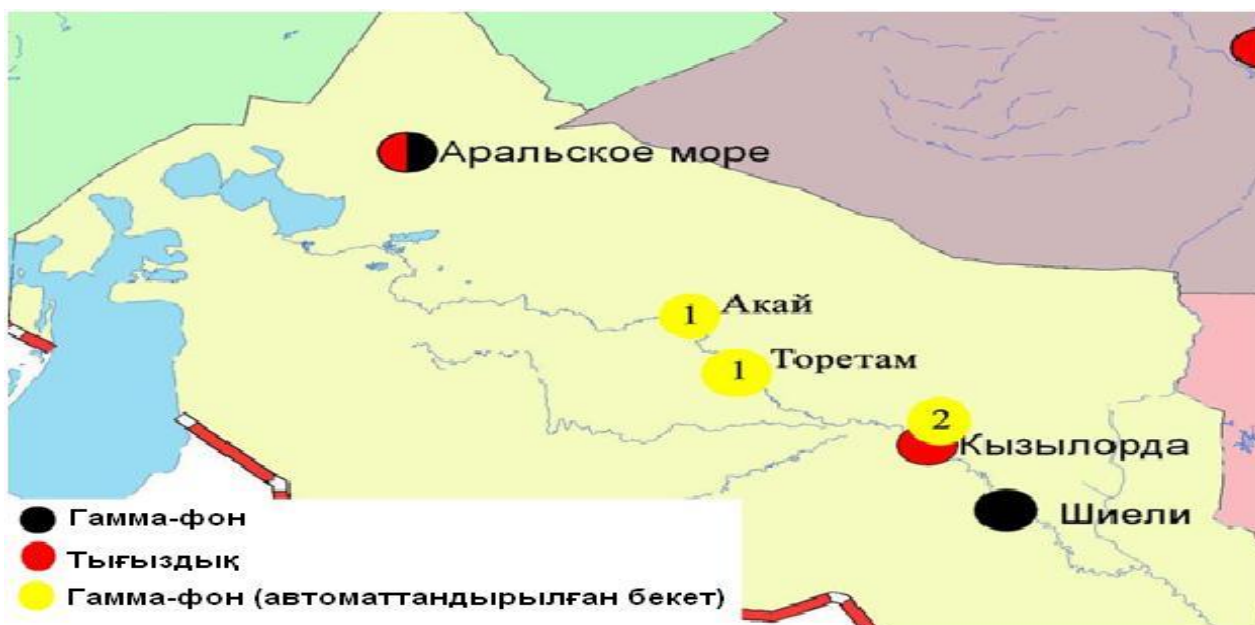 Аральское море
1 Акай
1 Торетам
2
Кызылорда
Шиели
Гамма-фон
Тығыздық
Гамма-фон (автоматтандырылған бекет)